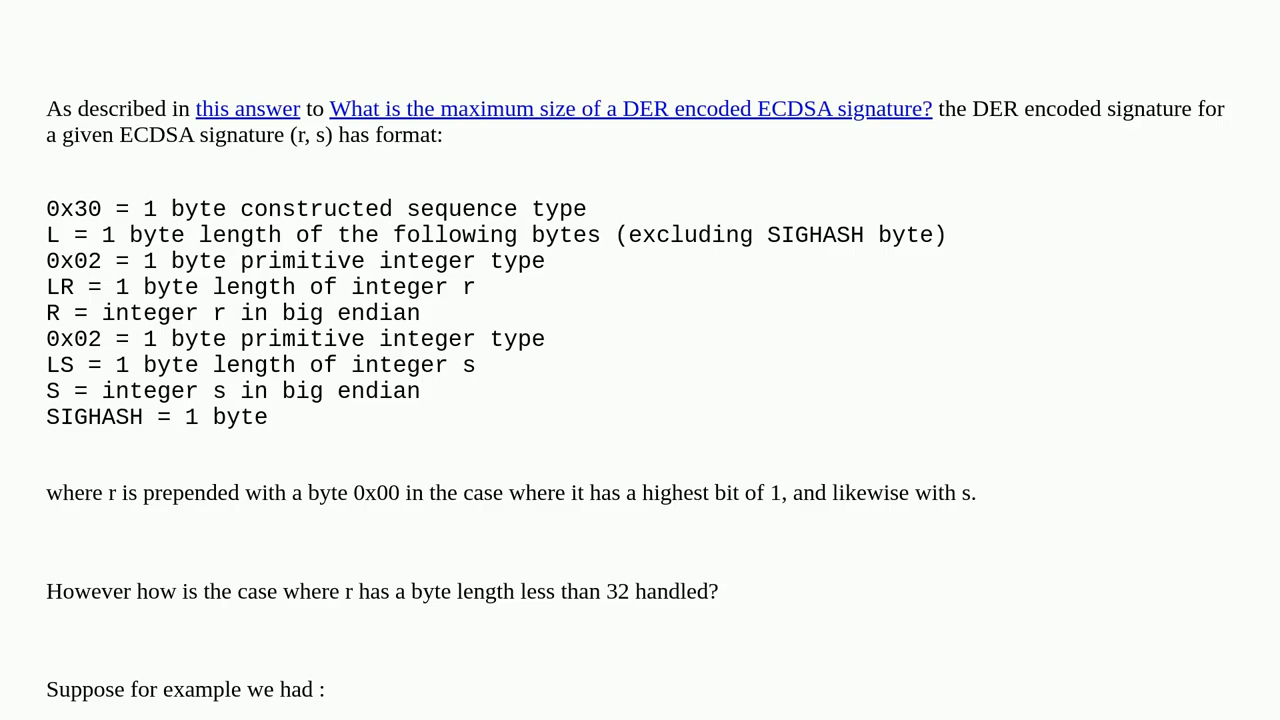 As described in this answer to What is the maximum size of a DER encoded ECDSA signature? the DER encoded signature for
a given ECDSA signature (r, s) has format:
0x30 = 1 byte constructed sequence type
L = 1 byte length of the following bytes (excluding SIGHASH byte)
0x02 = 1 byte primitive integer type
LR = 1 byte length of integer r
R = integer r in big endian
0x02 = 1 byte primitive integer type
LS = 1 byte length of integer s
S = integer s in big endian
SIGHASH = 1 byte
where r is prepended with a byte 0x00 in the case where it has a highest bit of 1, and likewise with s.
However how is the case where r has a byte length less than 32 handled?
Suppose for example we had :